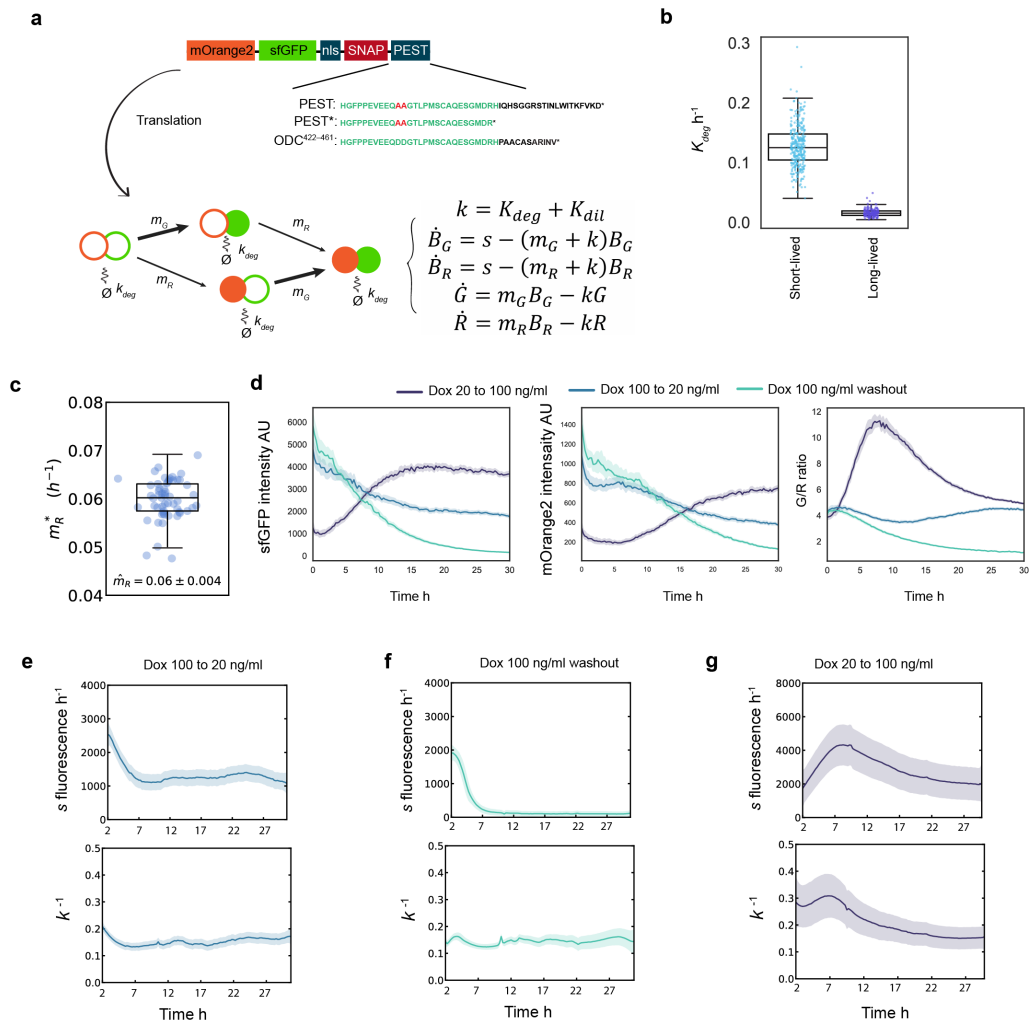 a
mOrange2 sfGFP nls SNAP PEST
Translation
PEST: HGFPPEVEEQAAGTLPMSCAQESGMDRHIQHSGGRSTINLWITKFVKD*
PEST*: HGFPPEVEEQAAGTLPMSCAQESGMDR*
ODC422–461: HGFPPEVEEQDDGTLPMSCAQESGMDRHPAACASARINV*
mG
mR
Ø kdeg
Ø kdeg
mR
mG
Ø kdeg
Ø kdeg
k = Kdeg + Kdil
ḂG = s − (mG + k)BG
ḂR = s − (mR + k)BR
Ġ = mGBG − kG
Ṙ = mRBR − kR
b
Kdeg h-1
0.3
0.2
0.1
0.0
Short-lived
Long-lived
c
mR* (h−1)
0.08
0.07
0.06
0.05
0.04
m̂R = 0.06 ± 0.004
d
Dox 20 to 100 ng/ml Dox 100 to 20 ng/ml Dox 100 ng/ml washout
sfGFP intensity AU
6000
5000
4000
3000
2000
1000
0
0 5 10 15 20 25 30
Time h
mOrange2 intensaity AU
1400
1200
1000
800
600
400
200
0 5 10 15 20 25 30
Time h
G/R ratio
12
10
8
6
4
2
0 5 10 15 20 25 30
Time h
e
Dox 100 to 20 ng/ml
s fluorescence h-1
4000
3000
2000
1000
0
2 7 12 17 22 27
k -1
0.5
0.4
0.3
0.2
0.1
0.0
2 7 12 17 22 27
Time h
f
Dox 100 ng/ml washout
s fluorescence h-1
4000
3000
2000
1000
0
2 7 12 17 22 27
k -1
0.5
0.4
0.3
0.2
0.1
0.0
2 7 12 17 22 27
Time h
g
Dox 20 to 100 ng/ml
s fluorescence h-1
8000
6000
4000
2000
0
2 7 12 17 22 27
k -1
0.5
0.4
0.3
0.2
0.1
0.0
2 7 12 17 22 27
Time h